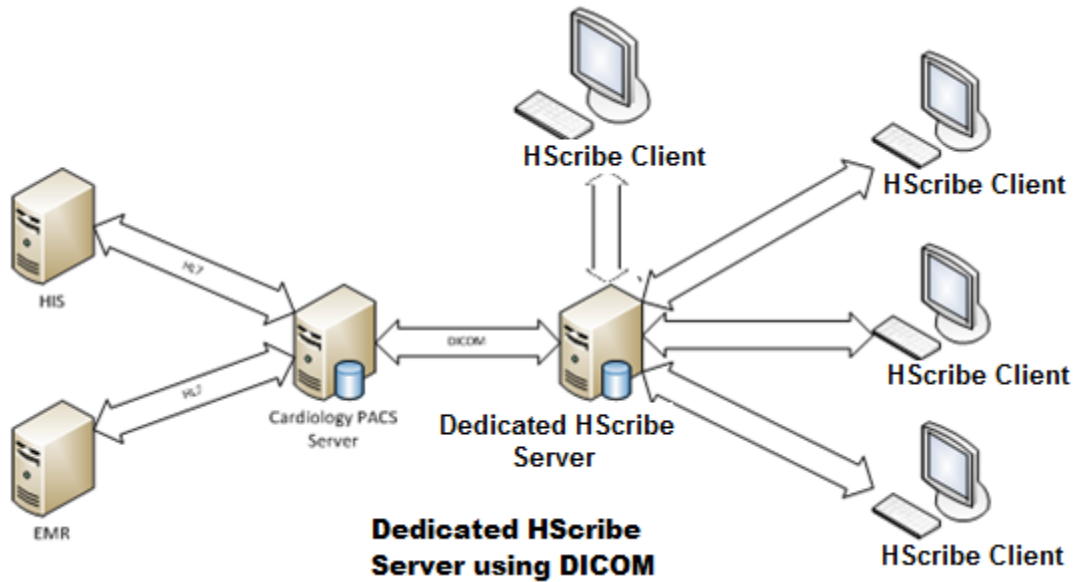 HScribe Client
HScribe Client
HL7
HIS
DICOM
HScribe Client
HL7
Cardiology PACS
Server
Dedicated HScribe
Server
EMR
Dedicated HScribe
Server using DICOM
HScribe Client